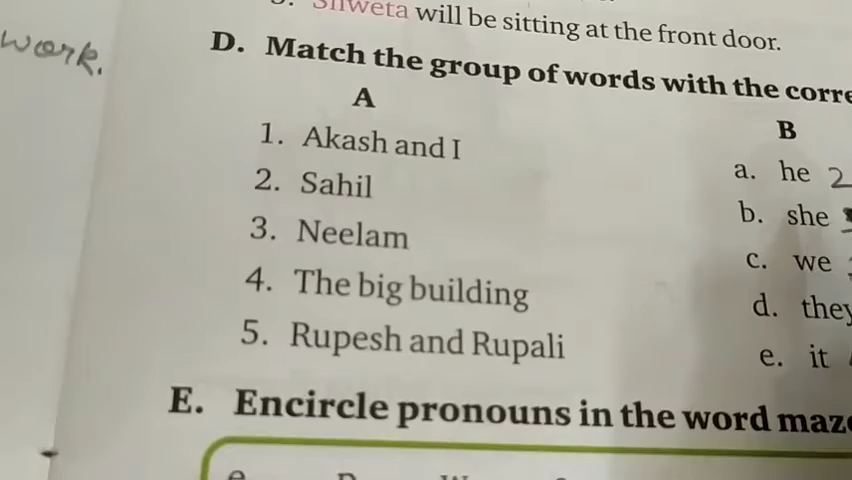 Shweta will be sitting at the front door.
work.
D. Match the group of words with the corre
A B
1. Akash and I a. he 2
2. Sahil b. she
3. Neelam c. we
4. The big building d. they
5. Rupesh and Rupali e. it
E. Encircle pronouns in the word maze